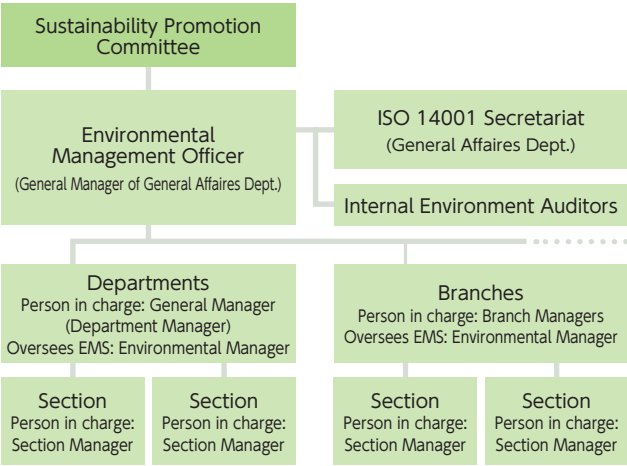 Sustainability Promotion
Committee
Environmental
Management Officer
(General Manager of General Affaires Dept.)
ISO 14001 Secretariat
(General Affaires Dept.)
Internal Environment Auditors
Departments
Person in charge: General Manager
(Department Manager)
Oversees EMS: Environmental Manager
Branches
Person in charge: Branch Managers
Oversees EMS: Environmental Manager
Section
Person in charge:
Section Manager
Section
Person in charge:
Section Manager
Section
Person in charge:
Section Manager
Section
Person in charge:
Section Manager